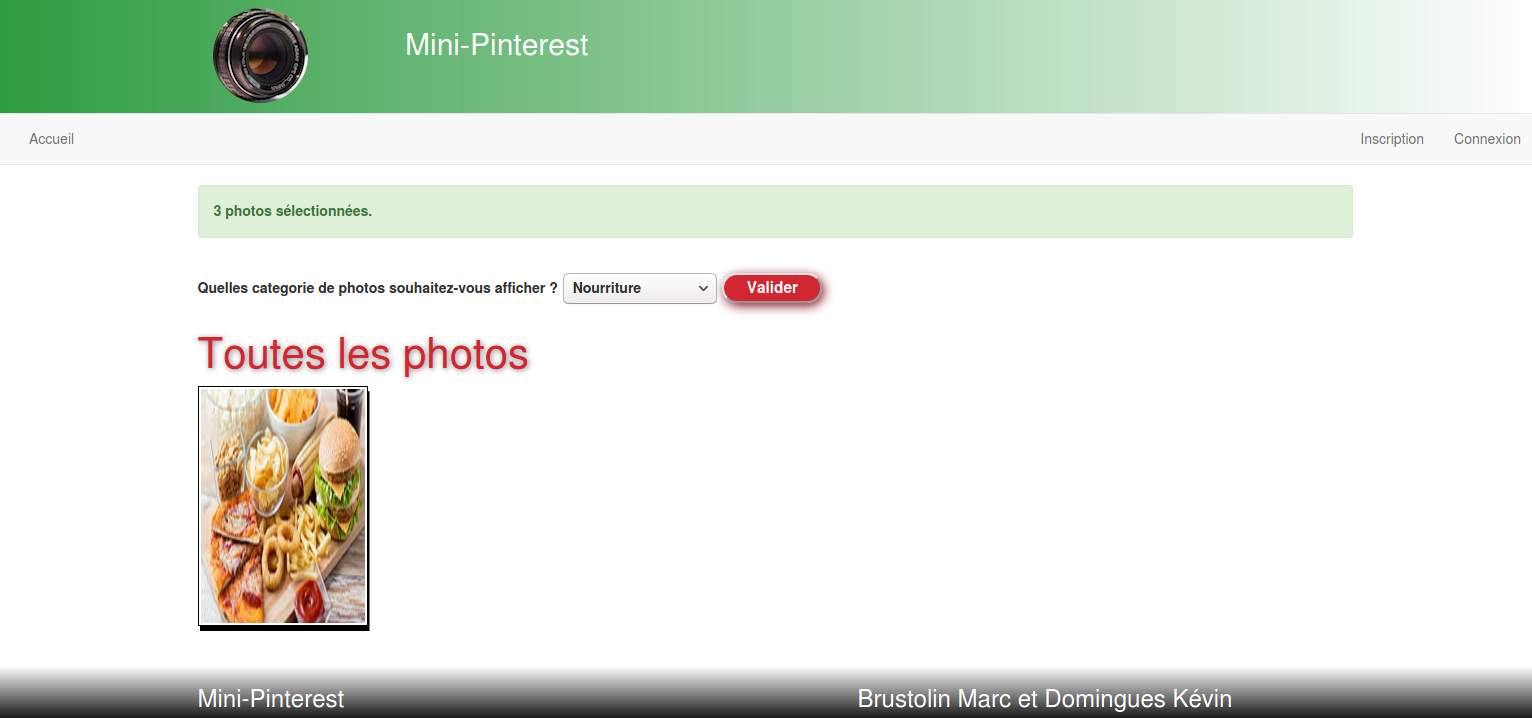 Mini-Pinterest
Accueil
Inscription
Connexion
3 photos sélectionnées.
Quelles categorie de photos souhaitez-vous afficher ? Nourriture Valider
Toutes les photos
Mini-Pinterest
Brustolin Marc et Domingues Kévin